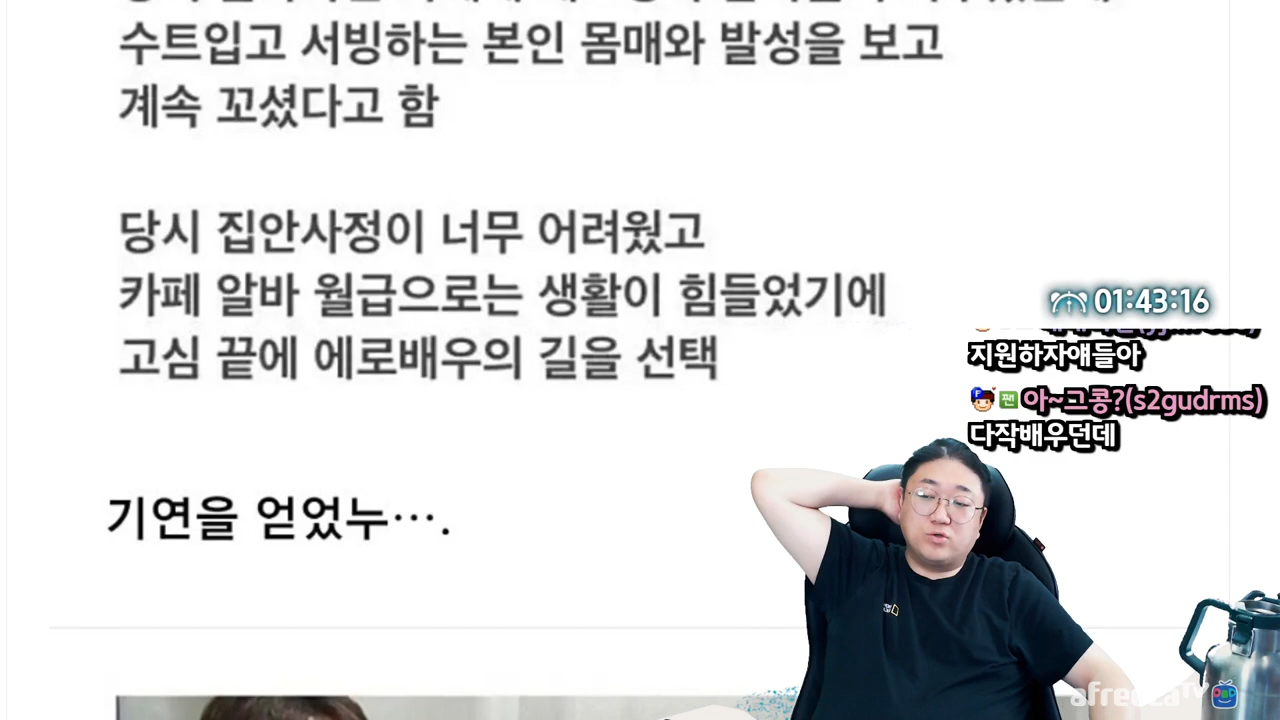 수트입고 서빙하는 본인 몸매와 발성을 보고
계속 꼬셨다고 함
당시 집안사정이 너무 어려웠고
카페 알바 월급으로는 생활이 힘들었기에
고심 끝에 에로배우의 길을 선택
기연을 얻었누….
01:43:16
지원하자얘들아
팬 아~그콩?(s2gudrms)
다작배우던데
afreecaTV